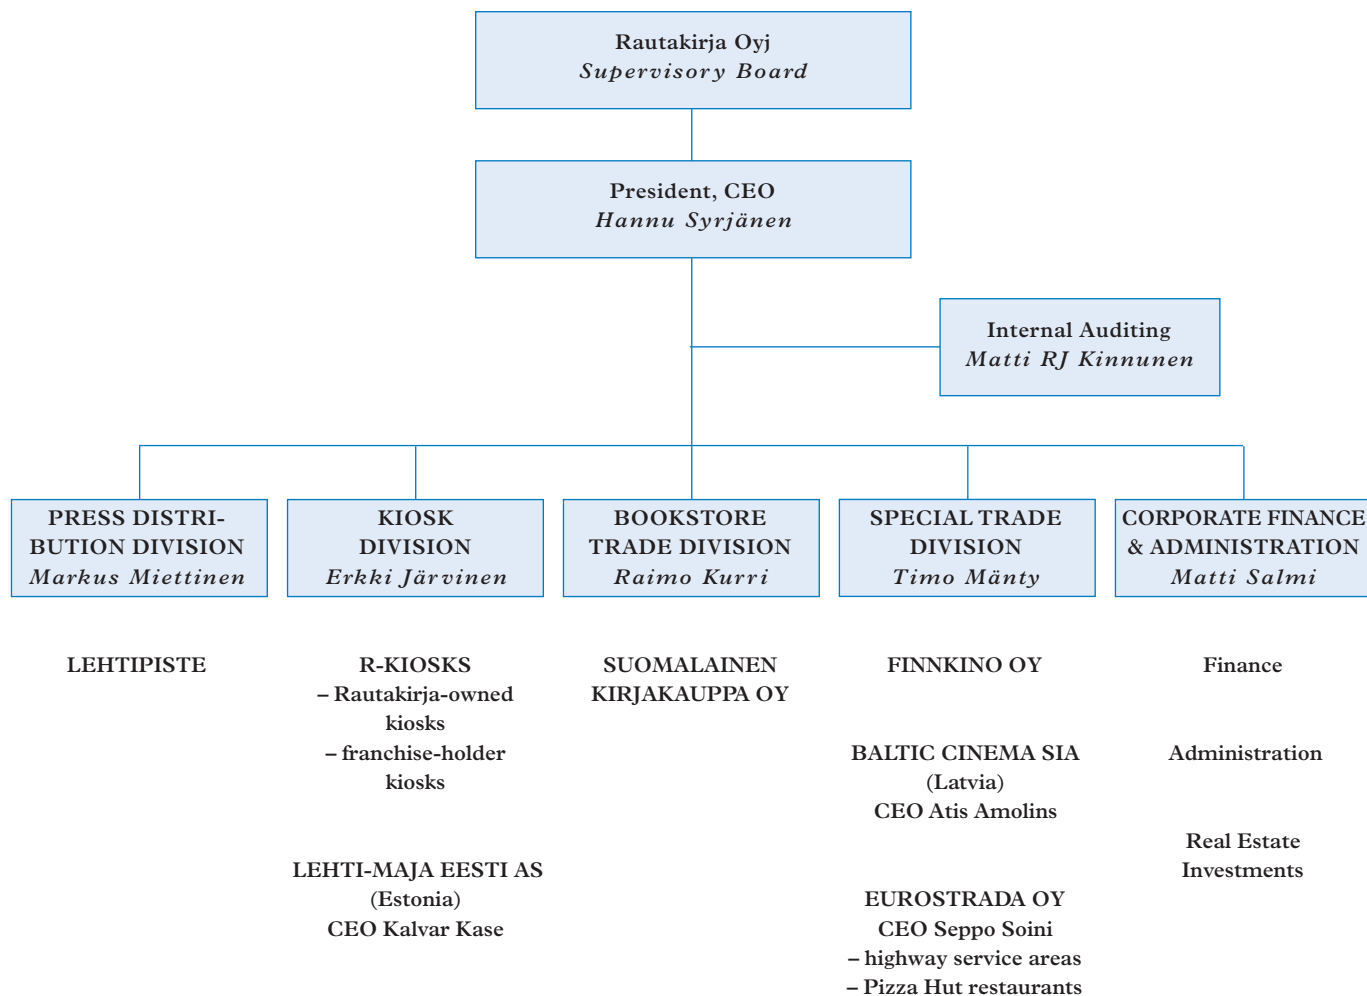 Rautakirja Oyj
Supervisory Board
President, CEO
Hannu Syrjänen
Internal Auditing
Matti RJ Kinnunen
PRESS DISTRI-
BUTION DIVISION
Markus Miettinen
KIOSK
DIVISION
Erkki Järvinen
BOOKSTORE
TRADE DIVISION
Raimo Kurri
SPECIAL TRADE
DIVISION
Timo Mänty
CORPORATE FINANCE
& ADMINISTRATION
Matti Salmi
LEHTIPISTE
R-KIOSKS
– Rautakirja-owned
kiosks
– franchise-holder
kiosks
LEHTI-MAJA EESTI AS
(Estonia)
CEO Kalvar Kase
SUOMALAINEN
KIRJAKAUPPA OY
FINNKINO OY
BALTIC CINEMA SIA
(Latvia)
CEO Atis Amolins
EUROSTRADA OY
CEO Seppo Soini
– highway service areas
– Pizza Hut restaurants
Finance
Administration
Real Estate
Investments